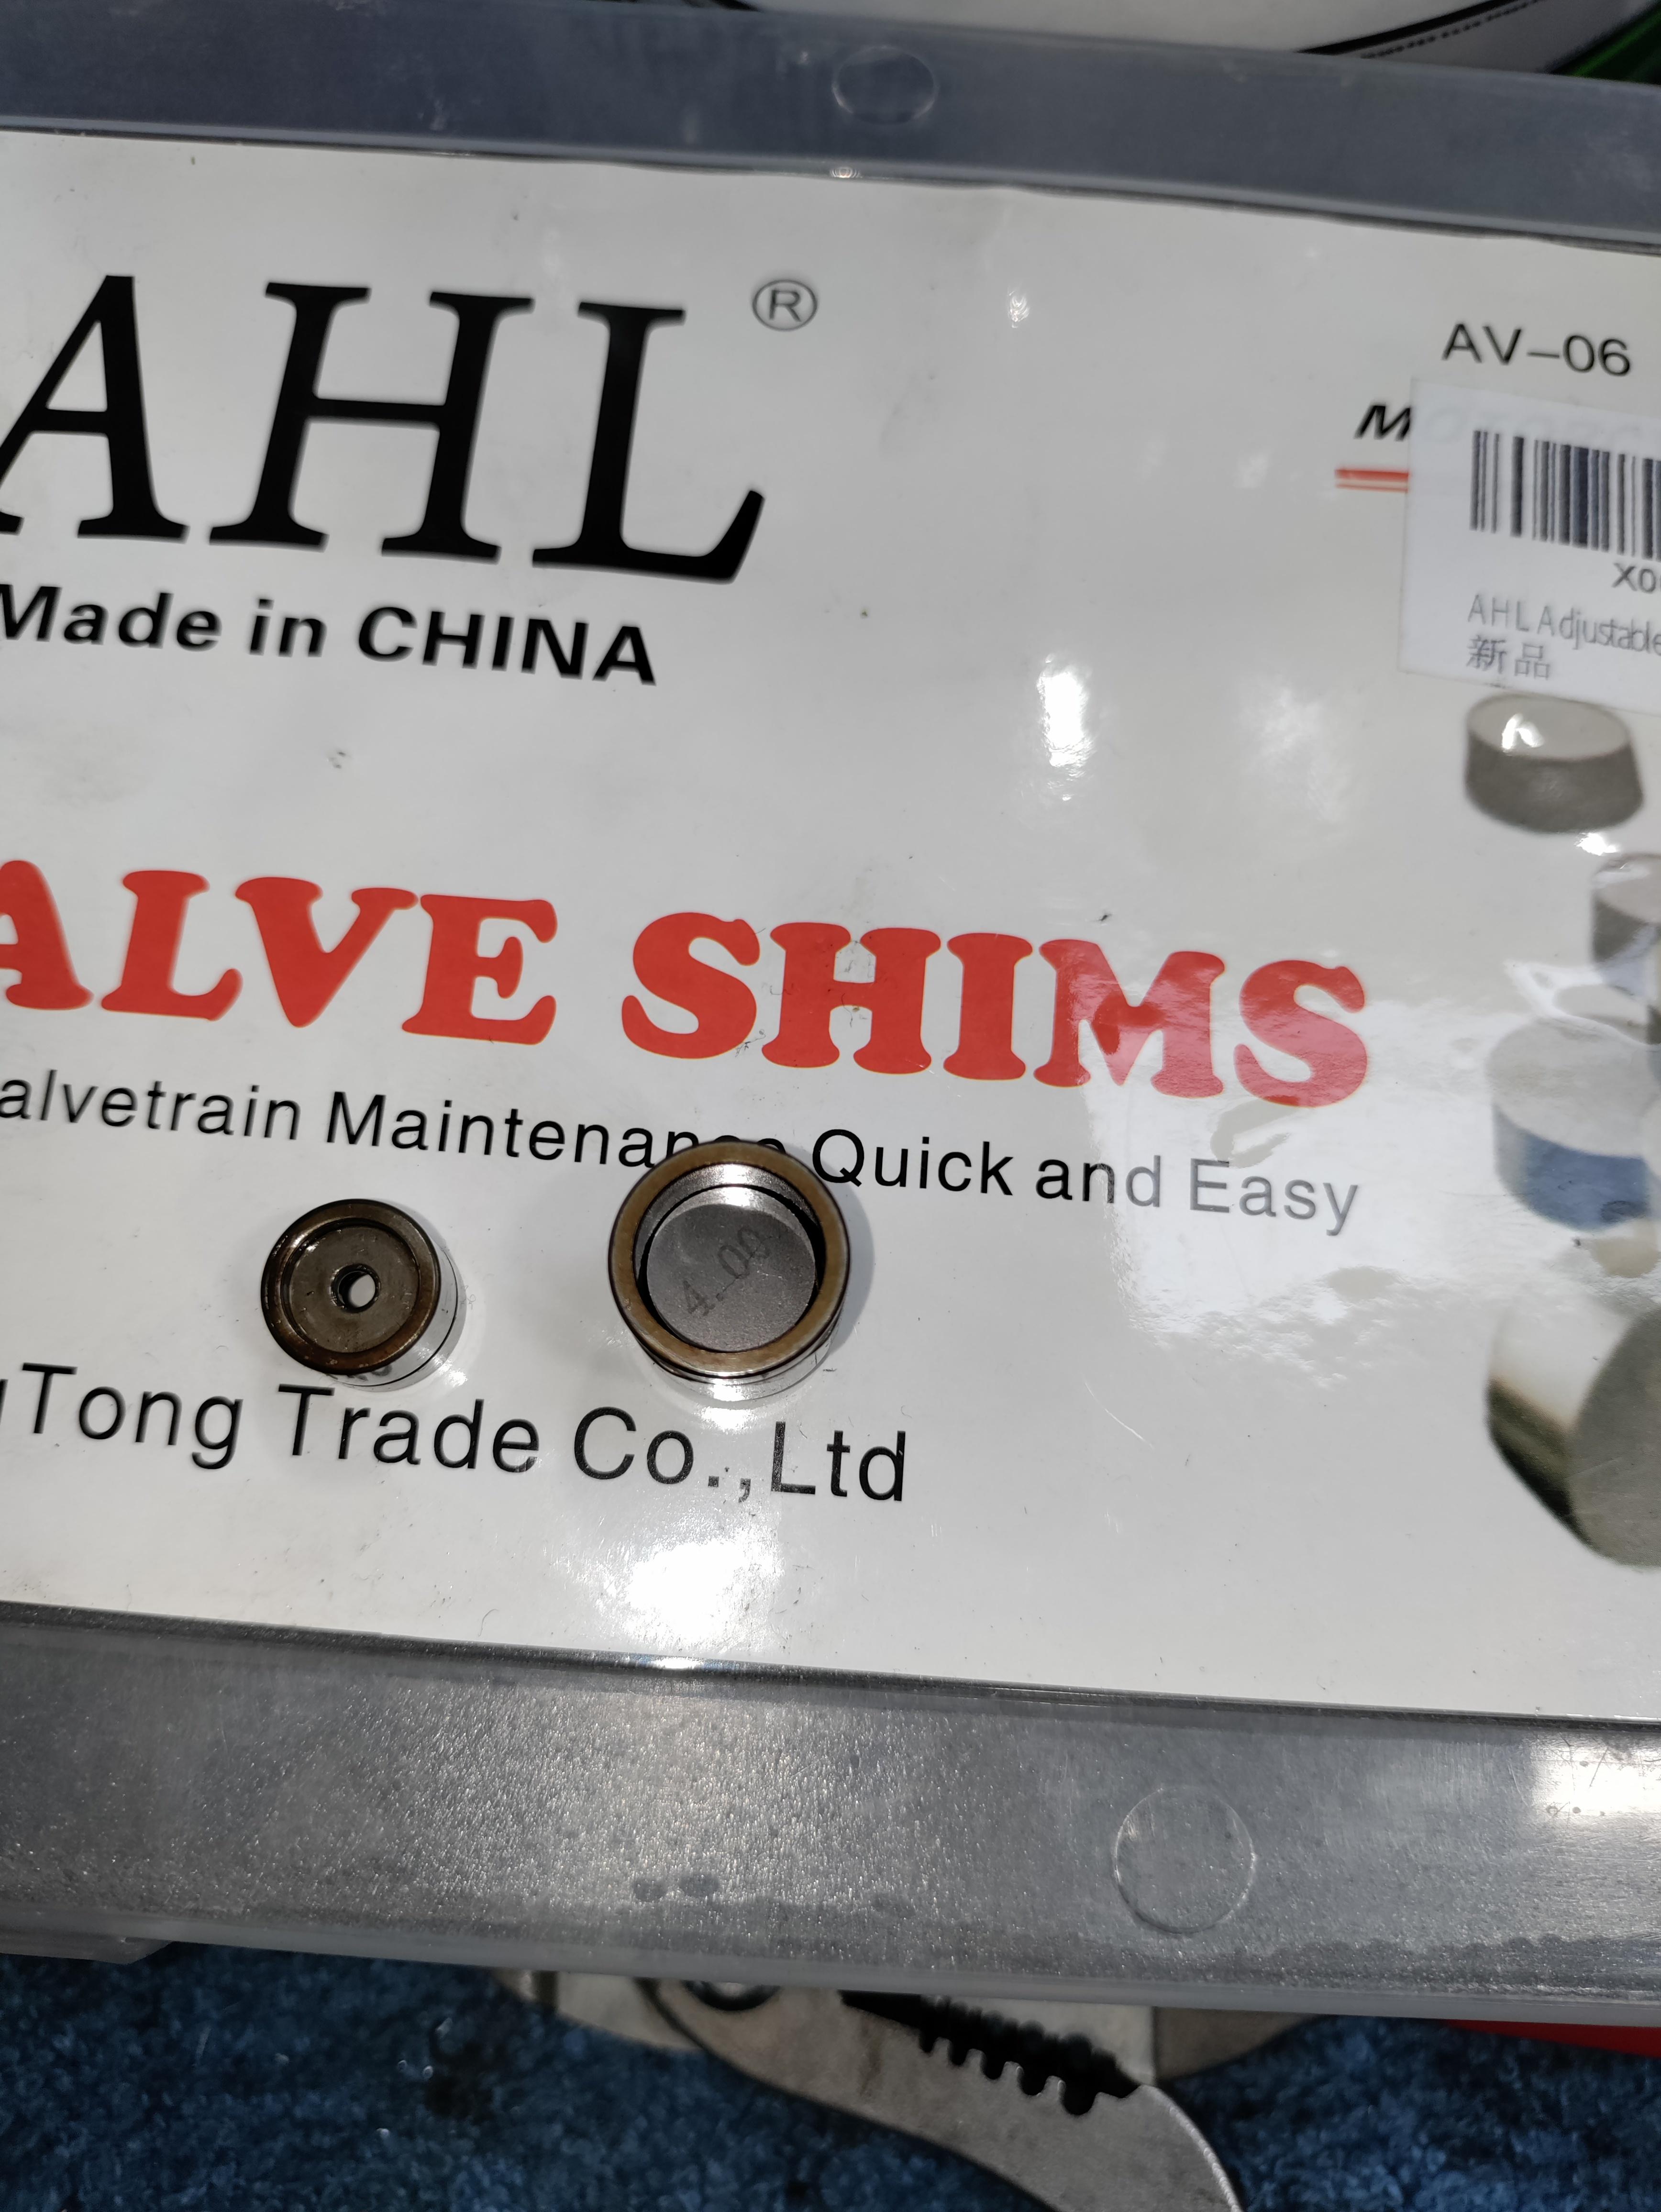 AHL®
AV-06
Made in CHINA
X0
AHL Adjustable
新品
ALVE SHIMS
alvetrain Maintenance Quick and Easy
4.00
Tong Trade Co.,Ltd